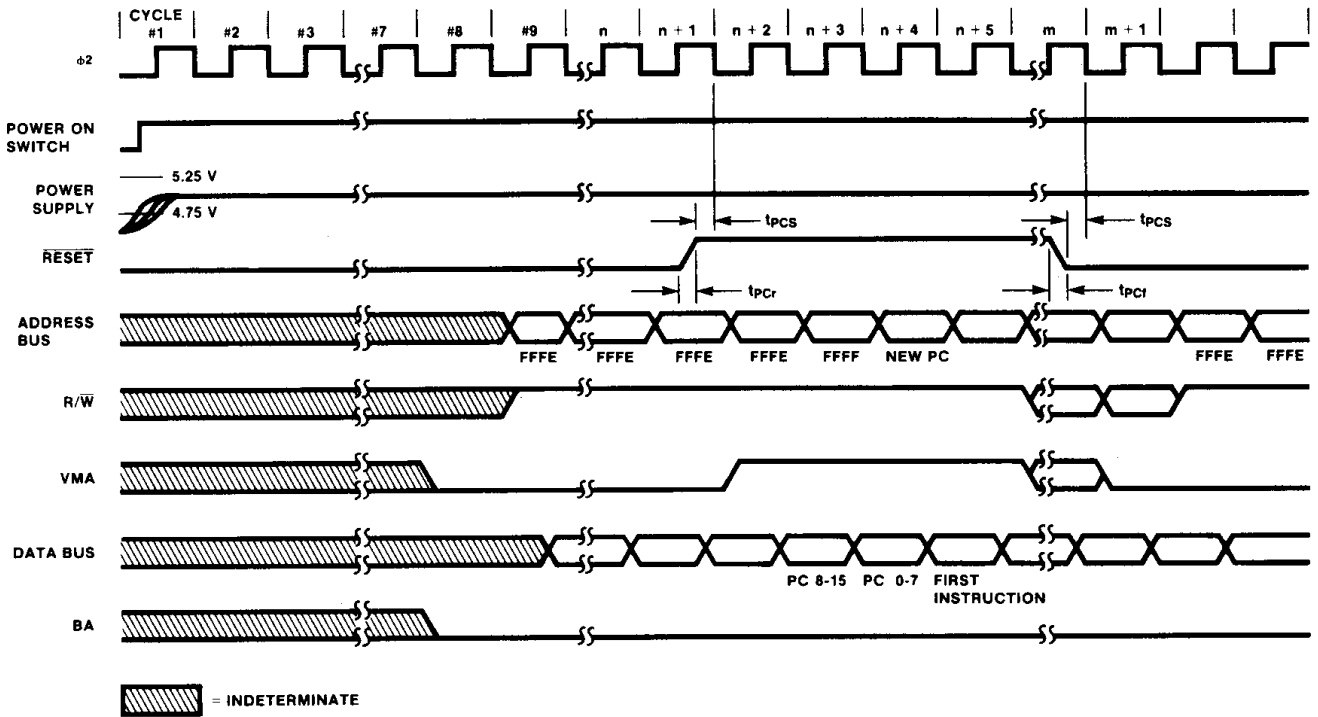 CYCLE
#1 #2 #3 #7 #8 #9 n n + 1 n + 2 n + 3 n + 4 n + 5 m m + 1
ϕ2
POWER ON
SWITCH
5.25 V
POWER
SUPPLY
4.75 V
tPCS tPCS
RESET
tPCr tPCf
ADDRESS
BUS
FFFE FFFE FFFE FFFE FFFF NEW PC FFFE FFFE
R/W
VMA
DATA BUS
PC 8-15 PC 0-7 FIRST
INSTRUCTION
BA
= INDETERMINATE